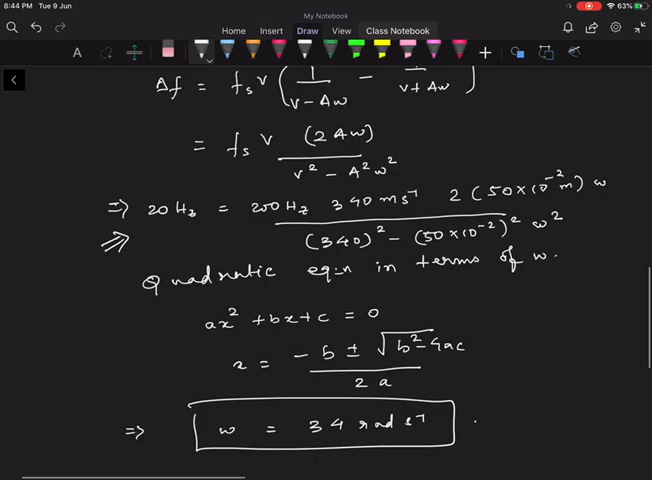 8:44 PM Tue 9 Jun
63%
My Notebook
Home Insert Draw View Class Notebook
A
Δf = fs v ( 1/(v − Aω) − 1/(v + Aω) )
= fs v (2Aω) / (v² − A²ω²)
⇒ 20 Hz = 200 Hz 340 ms⁻¹ 2 (50×10⁻² m) ω / ((340)² − (50×10⁻²)² ω²)
⇒ Quadratic eqn in terms of ω.
ax² + bx + c = 0
x = (− b ± √(b² − 4ac)) / 2a
⇒ ω = 34 rad s⁻¹ .